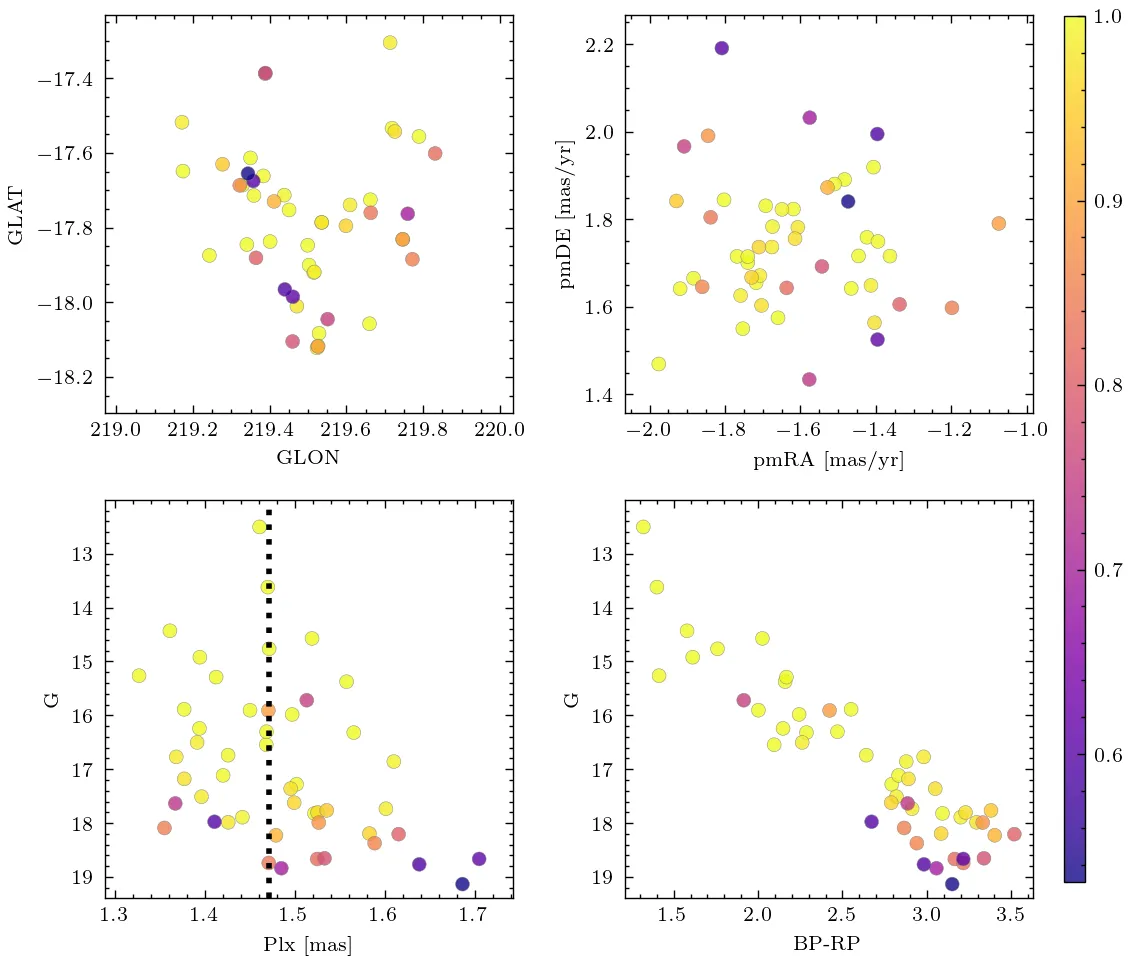 −17.4
−17.6
−17.8
−18.0
−18.2
GLAT
219.0 219.2 219.4 219.6 219.8 220.0
GLON
2.2
2.0
1.8
1.6
1.4
pmDE [mas/yr]
−2.0 −1.8 −1.6 −1.4 −1.2 −1.0
pmRA [mas/yr]
1.0
0.9
0.8
0.7
0.6
13
14
15
16
17
18
19
G
1.3 1.4 1.5 1.6 1.7
Plx [mas]
13
14
15
16
17
18
19
G
1.5 2.0 2.5 3.0 3.5
BP-RP